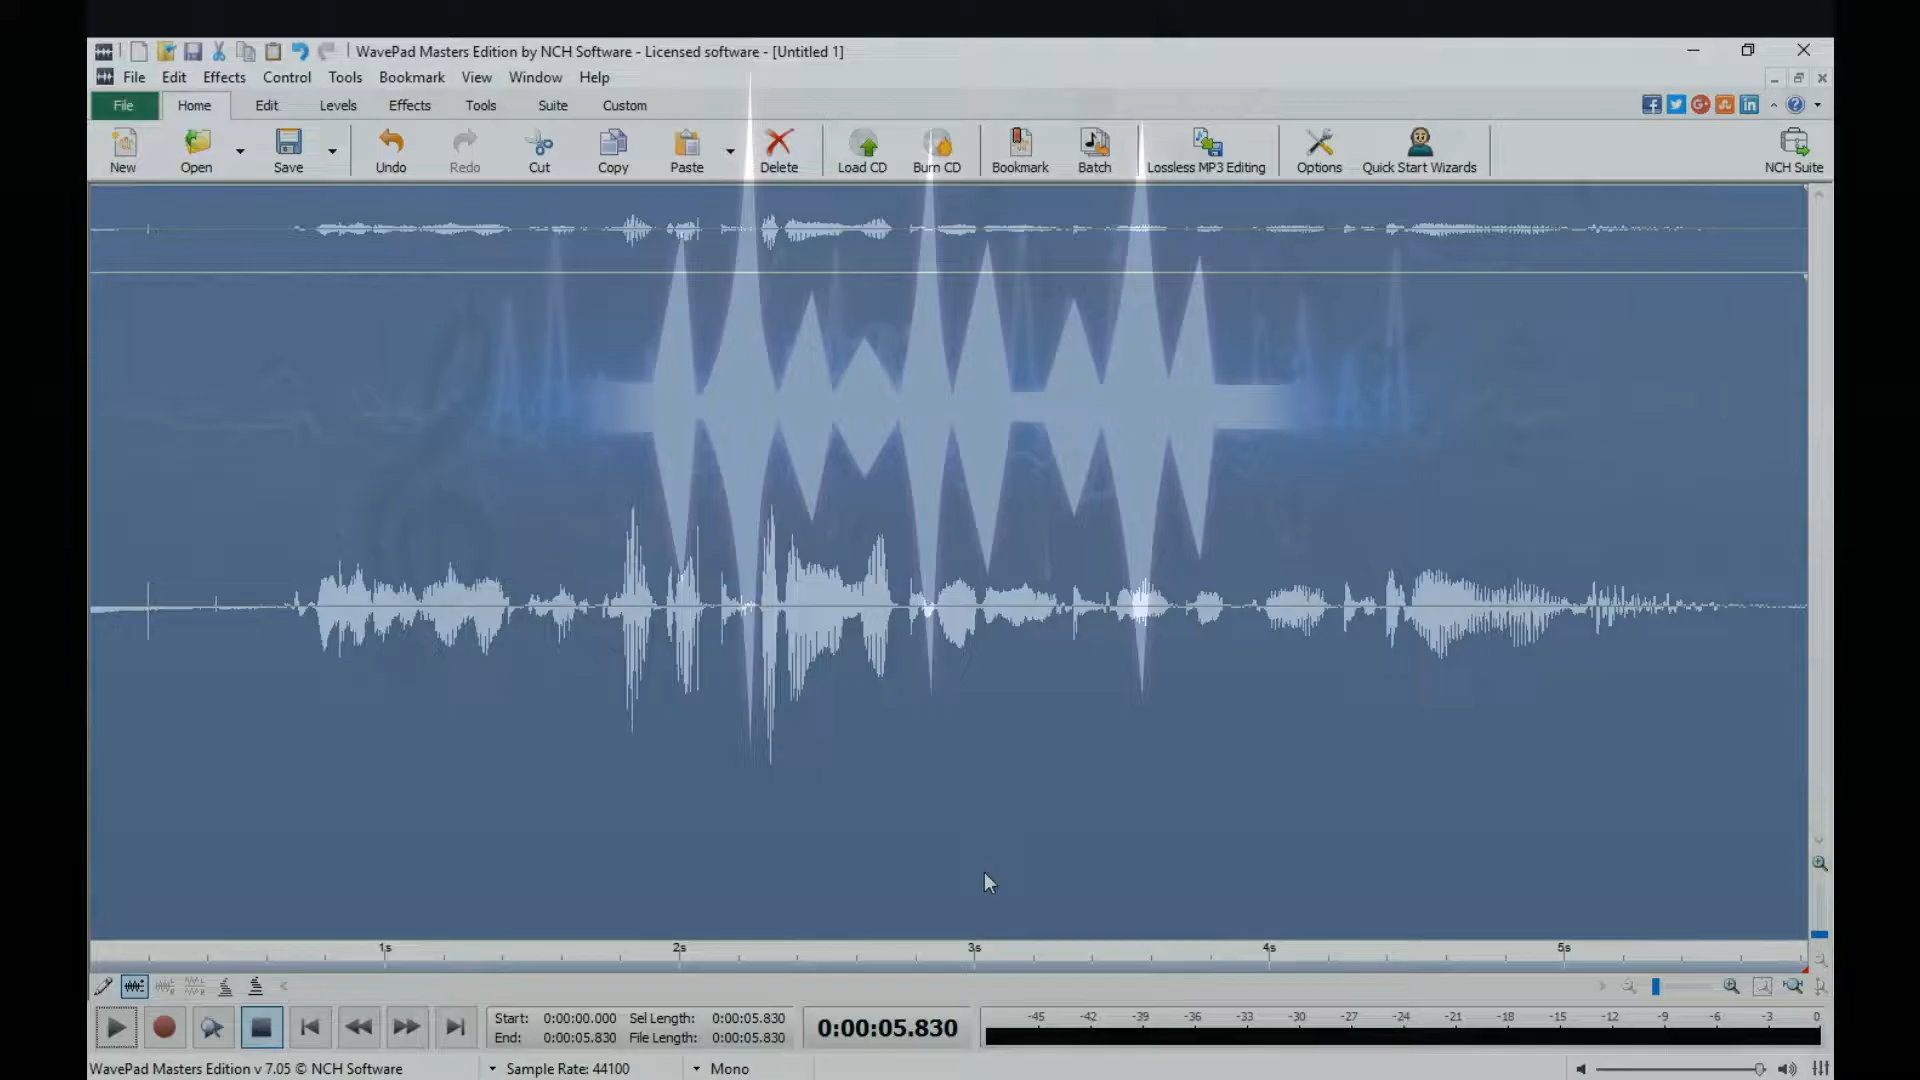 WavePad Masters Edition by NCH Software - Licensed software - [Untitled 1]
File Edit Effects Control Tools Bookmark View Window Help
File Home Edit Levels Effects Tools Suite Custom
New Open Save Undo Redo Cut Copy Paste Delete Load CD Burn CD Bookmark Batch Lossless MP3 Editing Options Quick Start Wizards NCH Suite
1s 2s 3s 4s 5s
Start: 0:00:00.000 Sel Length: 0:00:05.830
End: 0:00:05.830 File Length: 0:00:05.830
0:00:05.830
-45 -42 -39 -36 -33 -30 -27 -24 -21 -18 -15 -12 -9 -6 -3 0
WavePad Masters Edition v 7.05 © NCH Software Sample Rate: 44100 Mono